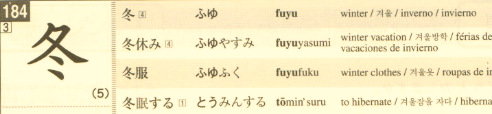 184
3
冬
(5)
冬 4 ふゆ fuyu winter / 겨울 / inverno / invierno
冬休み 4 ふゆやすみ fuyuyasumi winter vacation / 겨울방학 / férias de
vacaciones de invierno
冬服 ふゆふく fuyufuku winter clothes / 겨울옷 / roupas de in
冬眠する 1 とうみんする tōmin'suru to hibernate / 겨울잠을 자다 / hiberna